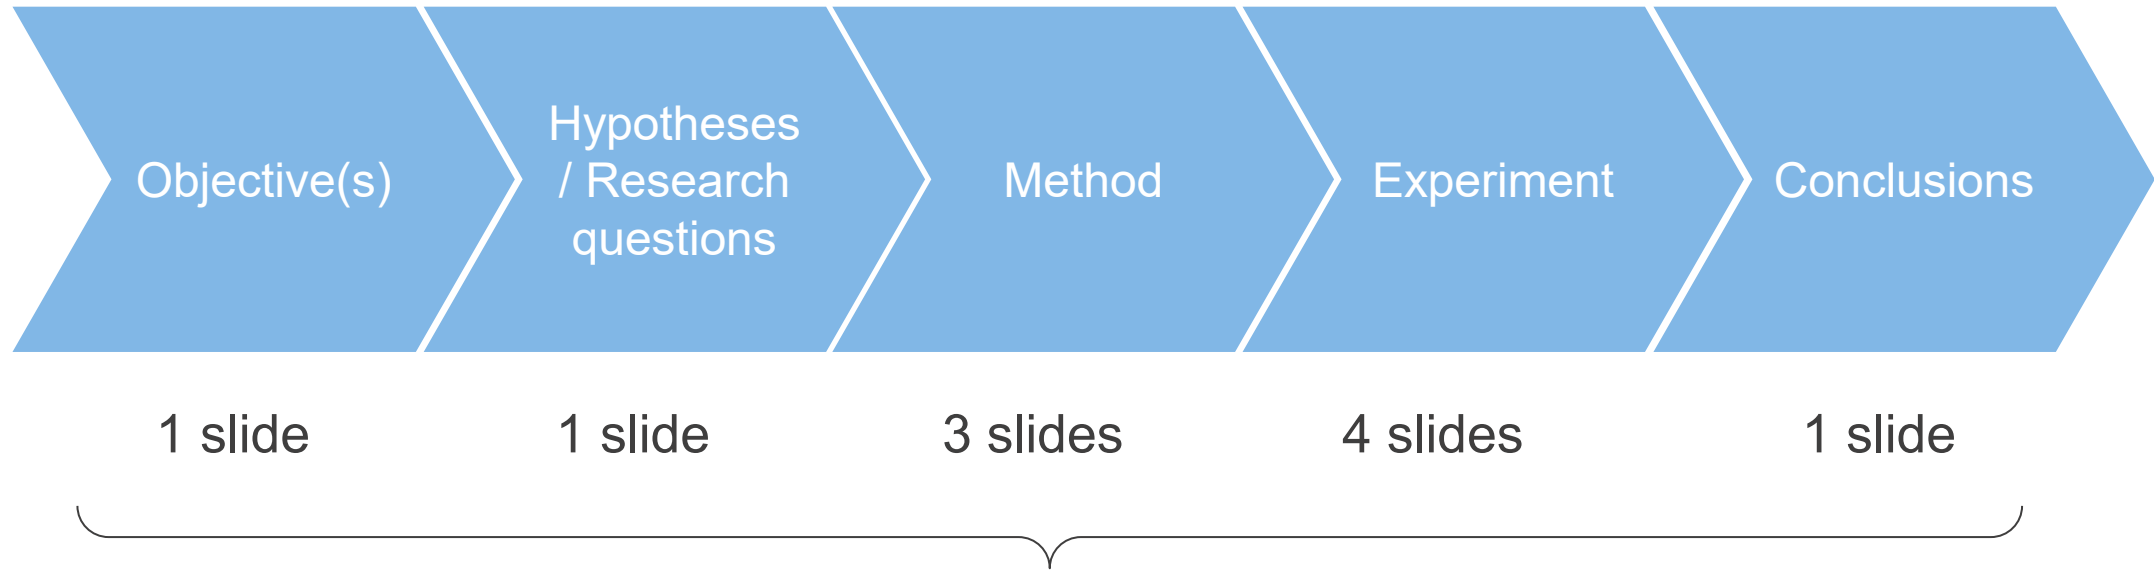 Objective(s)
Hypotheses
/ Research
questions
Method
Experiment
Conclusions
1 slide
1 slide
3 slides
4 slides
1 slide